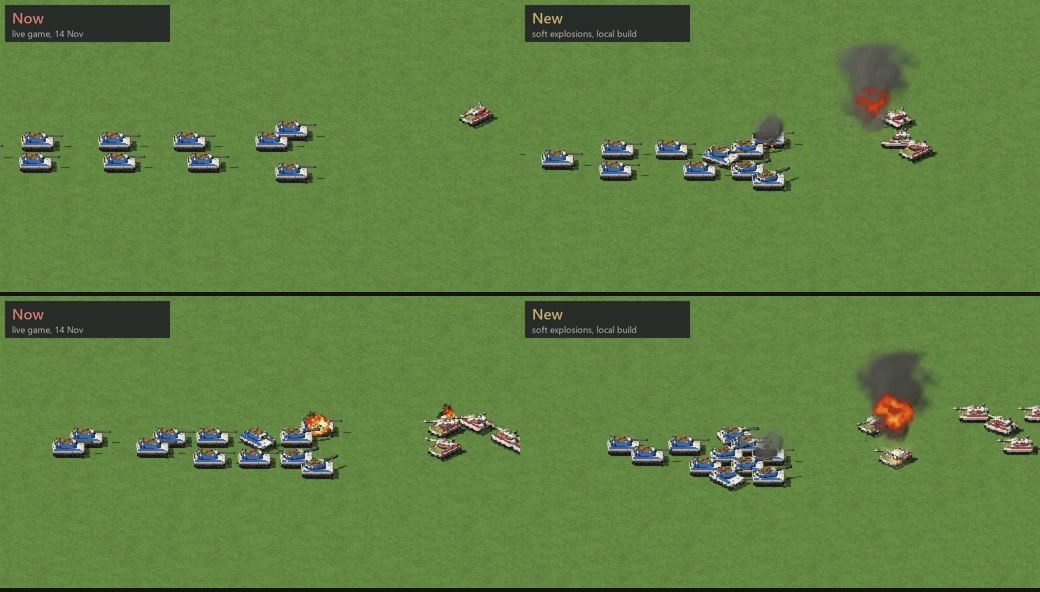 Now
live game, 14 Nov
New
soft explosions, local build
Now
live game, 14 Nov
New
soft explosions, local build